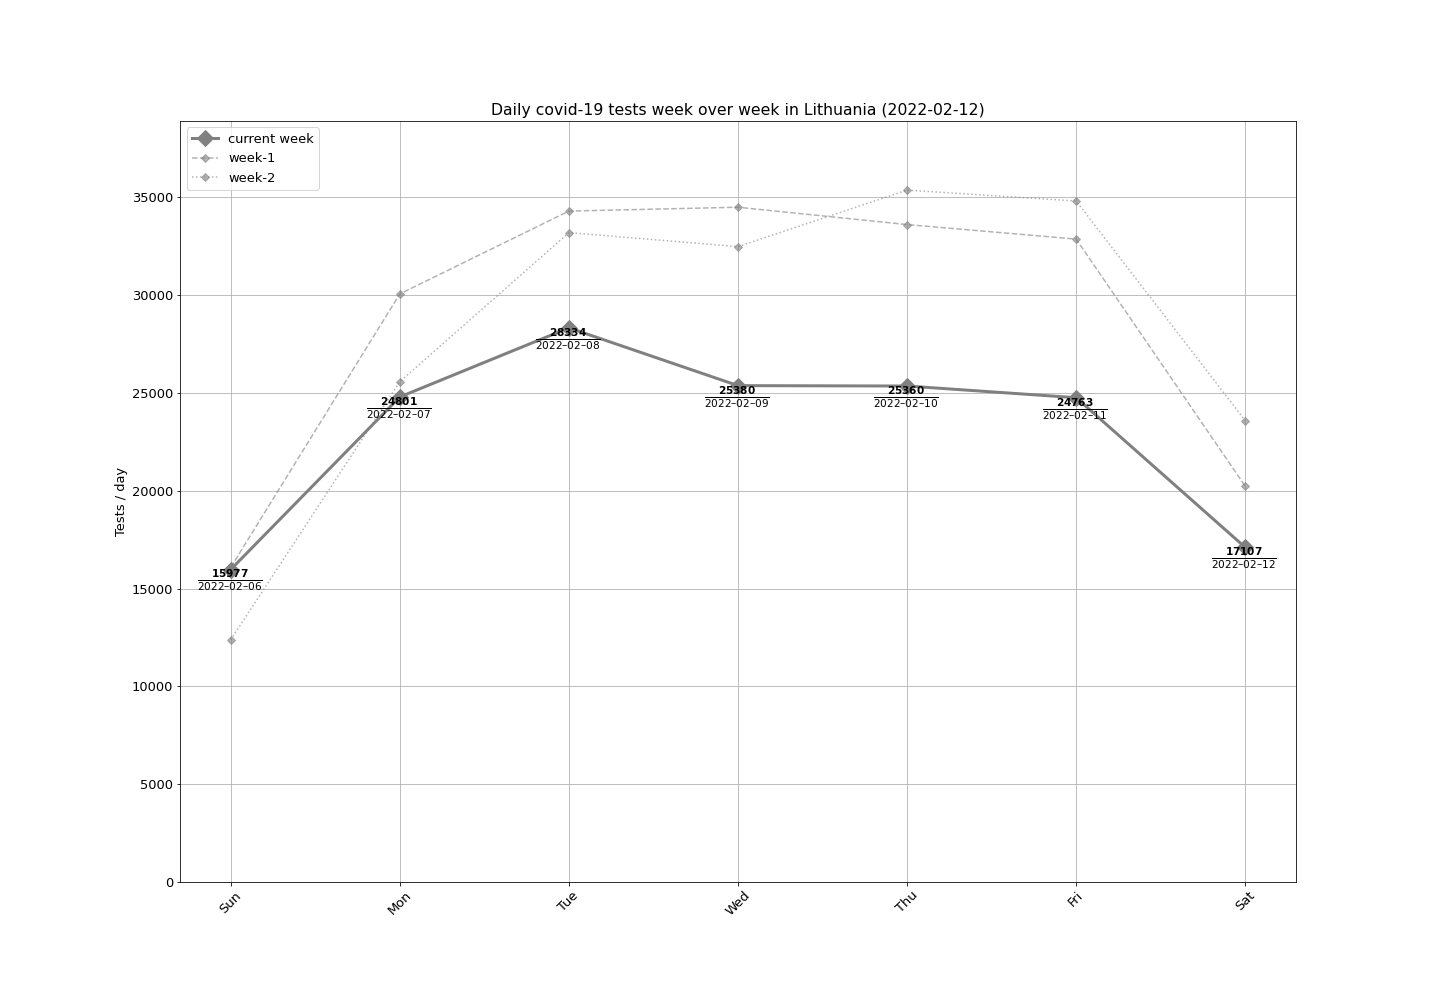 Daily covid-19 tests week over week in Lithuania (2022-02-12)
current week
week-1
week-2
35000
30000
25000
20000
15000
10000
5000
0
Tests / day
15977
2022−02−06
24801
2022−02−07
28334
2022−02−08
25380
2022−02−09
25360
2022−02−10
24763
2022−02−11
17107
2022−02−12
Sun
Mon
Tue
Wed
Thu
Fri
Sat